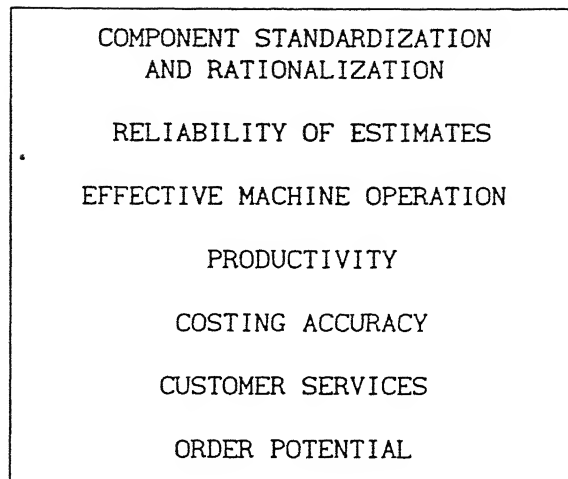 COMPONENT STANDARDIZATION
AND RATIONALIZATION
RELIABILITY OF ESTIMATES
EFFECTIVE MACHINE OPERATION
PRODUCTIVITY
COSTING ACCURACY
CUSTOMER SERVICES
ORDER POTENTIAL